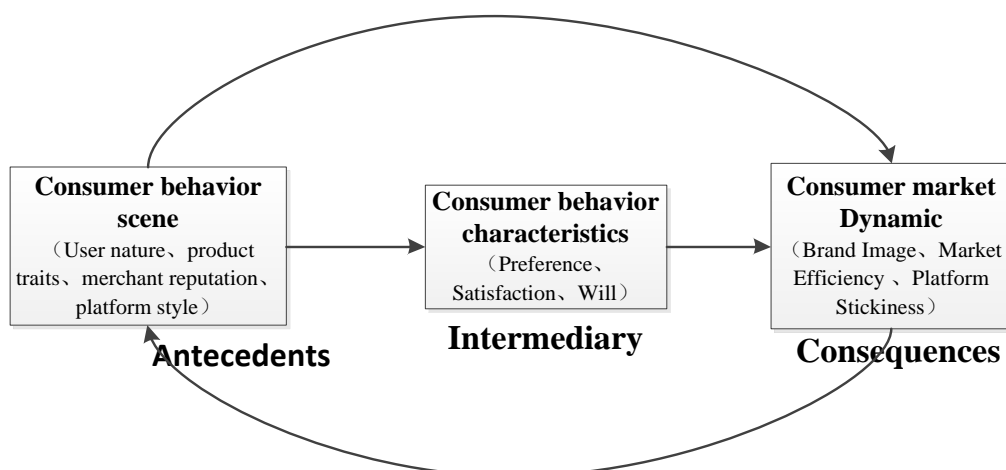 Consumer behavior
scene
（User nature、product
traits、merchant reputation、
platform style）
Antecedents
Consumer behavior
characteristics
（Preference、
Satisfaction、Will）
Intermediary
Consumer market
Dynamic
（Brand Image、Market
Efficiency 、Platform
Stickiness）
Consequences